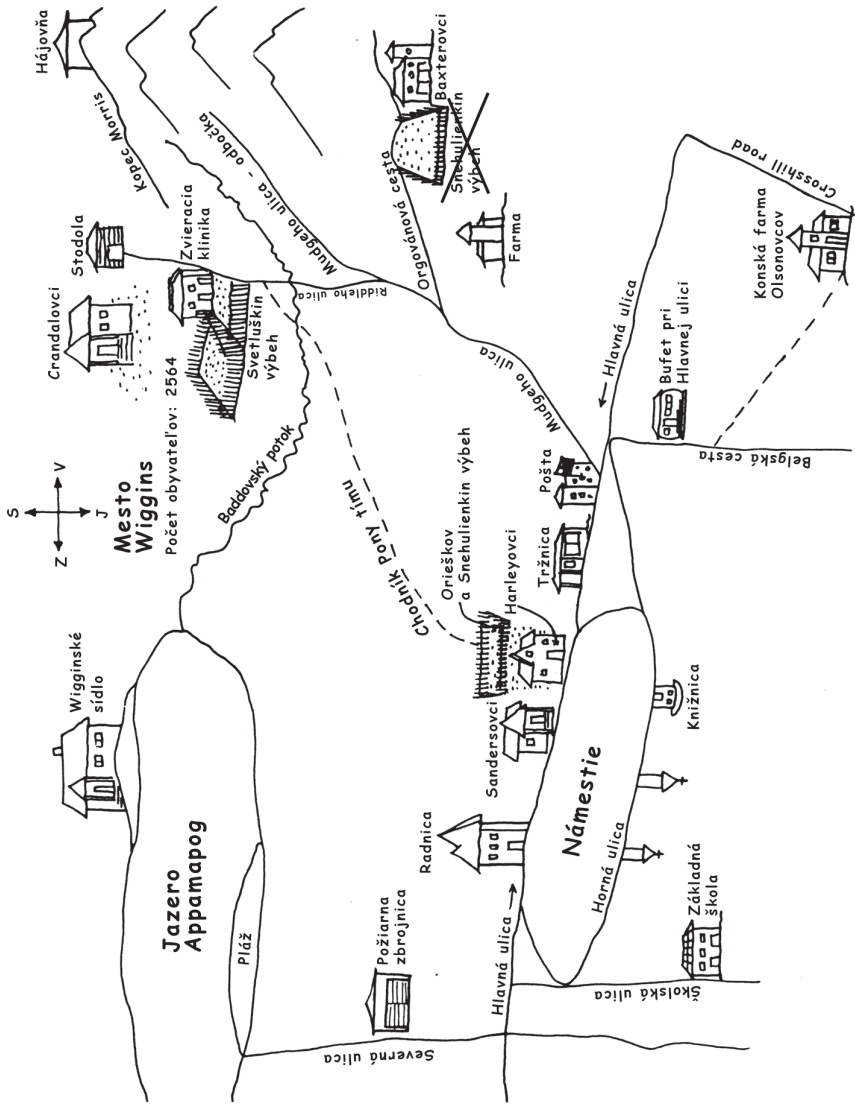 Hájovňa
Kopec Morris
Mudgeho ulica – odbočka
Baxterovci
Snehulienkin
výbeh
Orgovánová cesta
Farma
Crosshill road
Konská farma
Olsonovcov
Stodola
Zvieracia
klinika
Riddleho ulica
Crandalovci
Svetluškin
výbeh
Mudgeho ulica
← Hlavná ulica
Bufet pri
Hlavnej ulici
Belgská cesta
S
Z
V
J
Mesto
Wiggins
Počet obyvateľov: 2564
Baddovský potok
Chodník Pony tímu
Pošta
Tržnica
Orieškov
a Snehulienkin výbeh
Harleyovci
Sandersovci
Wigginské
sídlo
Knižnica
Námestie
Radnica
Horná ulica
Jazero
Appamapog
Pláž
Požiarna
zbrojnica
Hlavná ulica →
Základná
škola
Školská ulica
Severná ulica